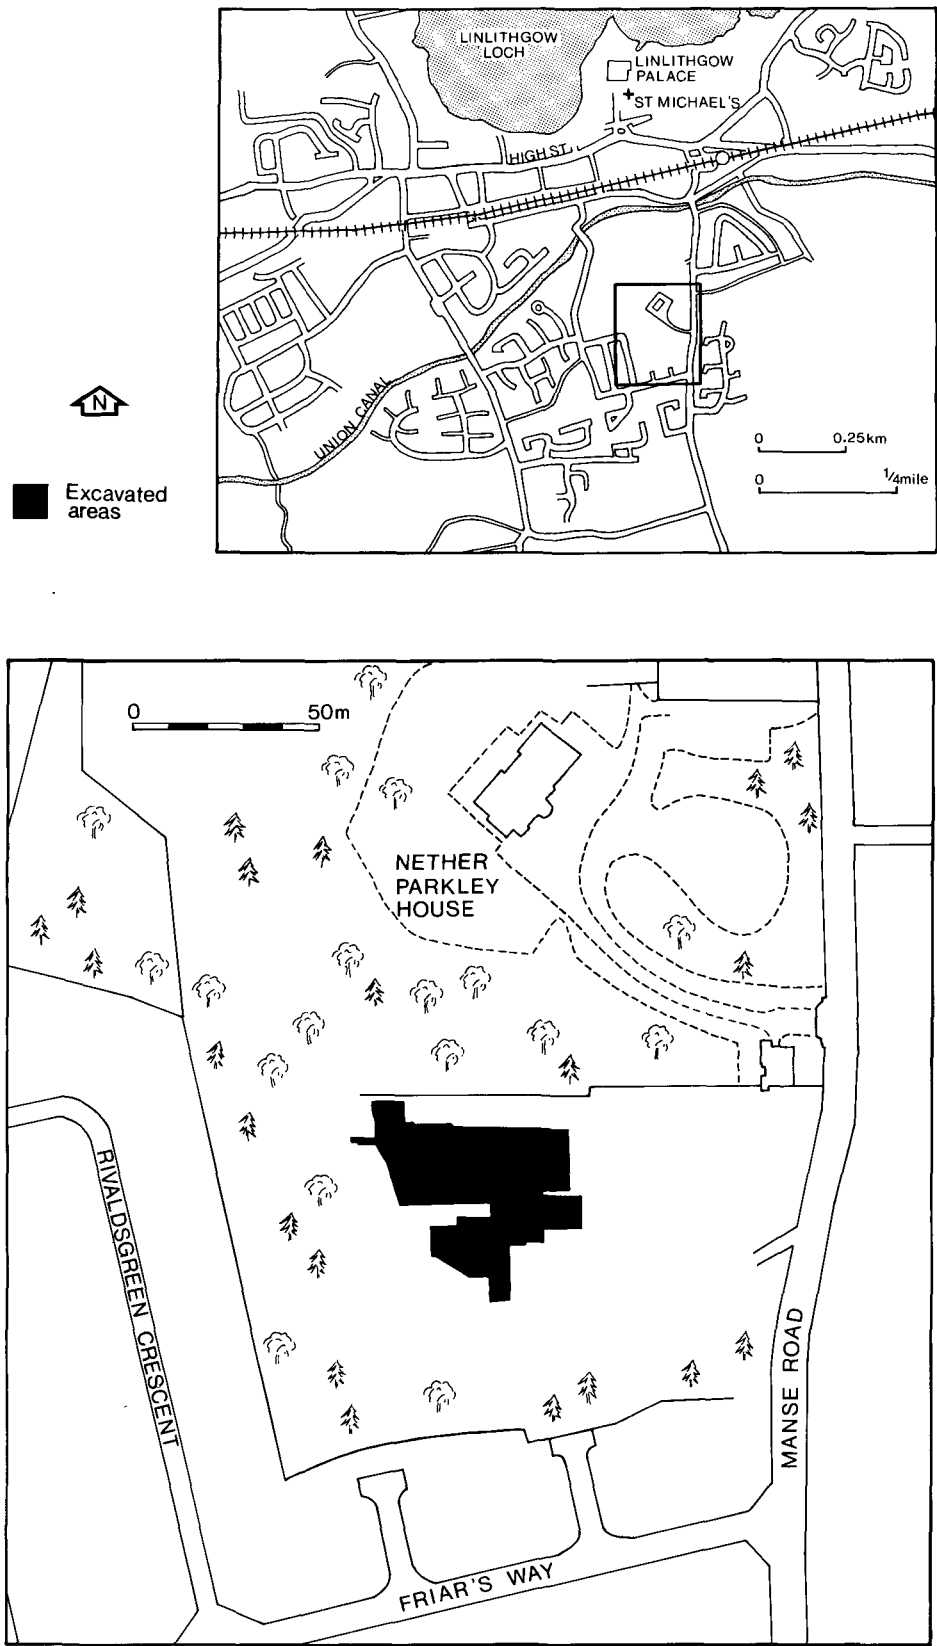 LINLITHGOW
LOCH
LINLITHGOW
PALACE
ST MICHAEL'S
HIGH ST.
UNION CANAL
0 0.25km
0 1/4mile
N
Excavated
areas
0 50m
NETHER
PARKLEY
HOUSE
RIVALDSGREEN CRESCENT
MANSE ROAD
FRIAR'S WAY